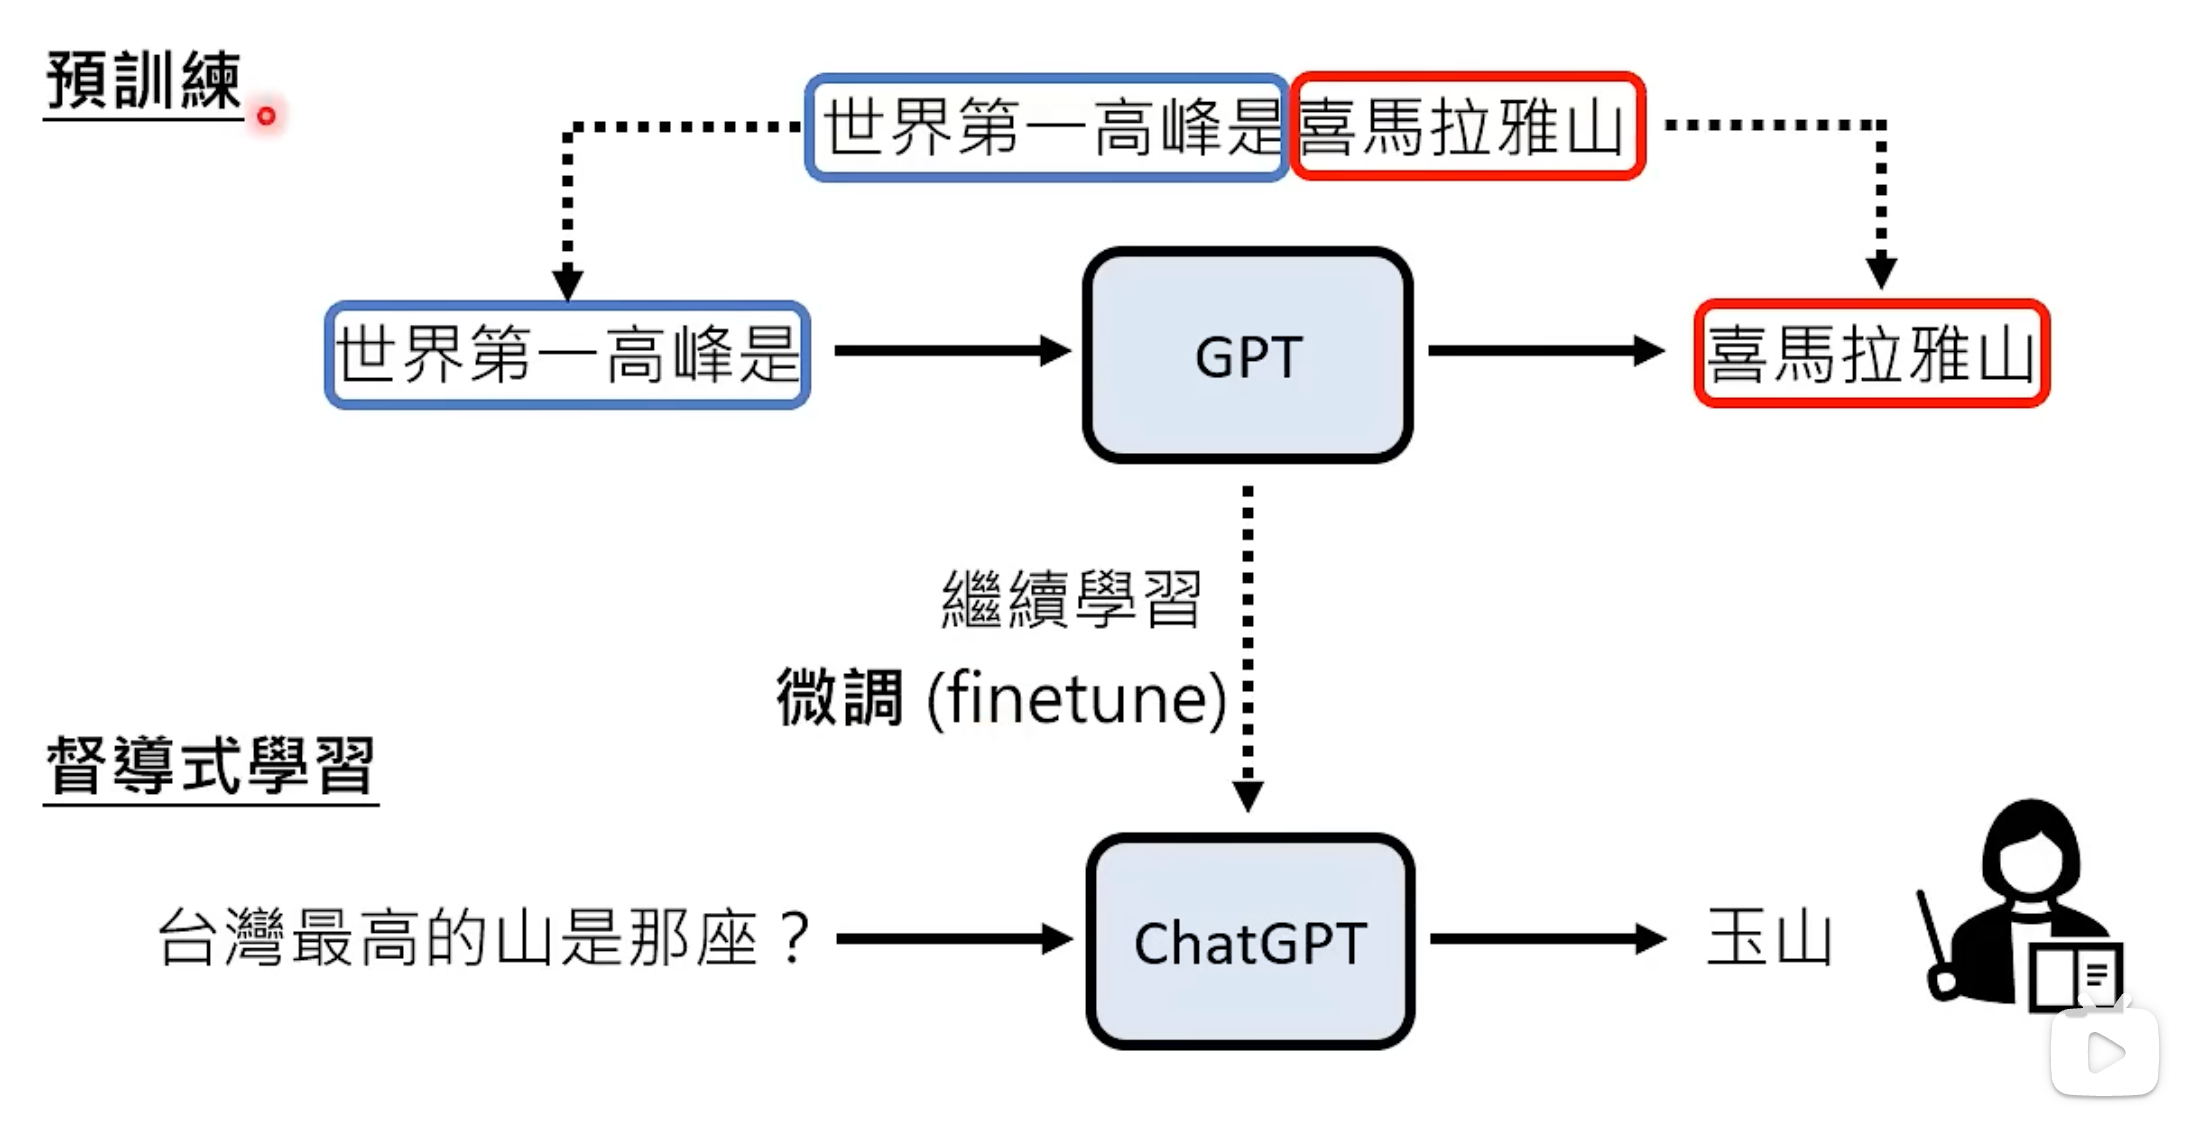 預訓練
世界第一高峰是喜馬拉雅山
世界第一高峰是
GPT
喜馬拉雅山
繼續學習
微調 (finetune)
督導式學習
台灣最高的山是那座？
ChatGPT
玉山